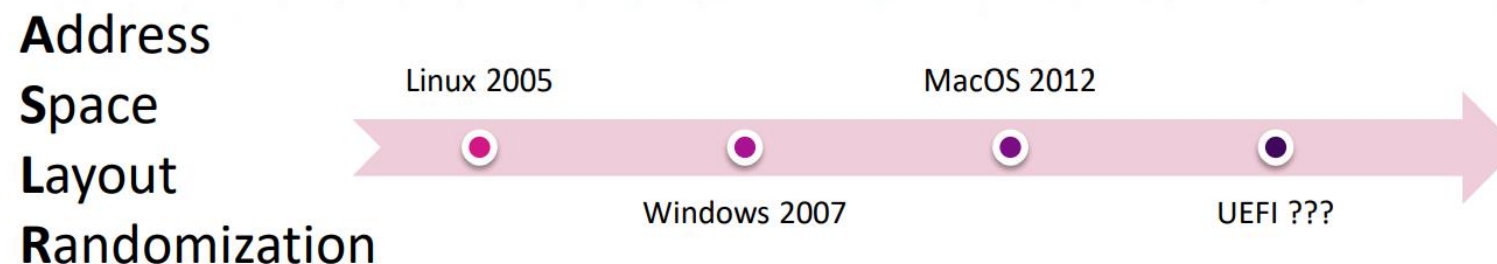 Address
Space
Layout
Randomization
Linux 2005
Windows 2007
MacOS 2012
UEFI ???